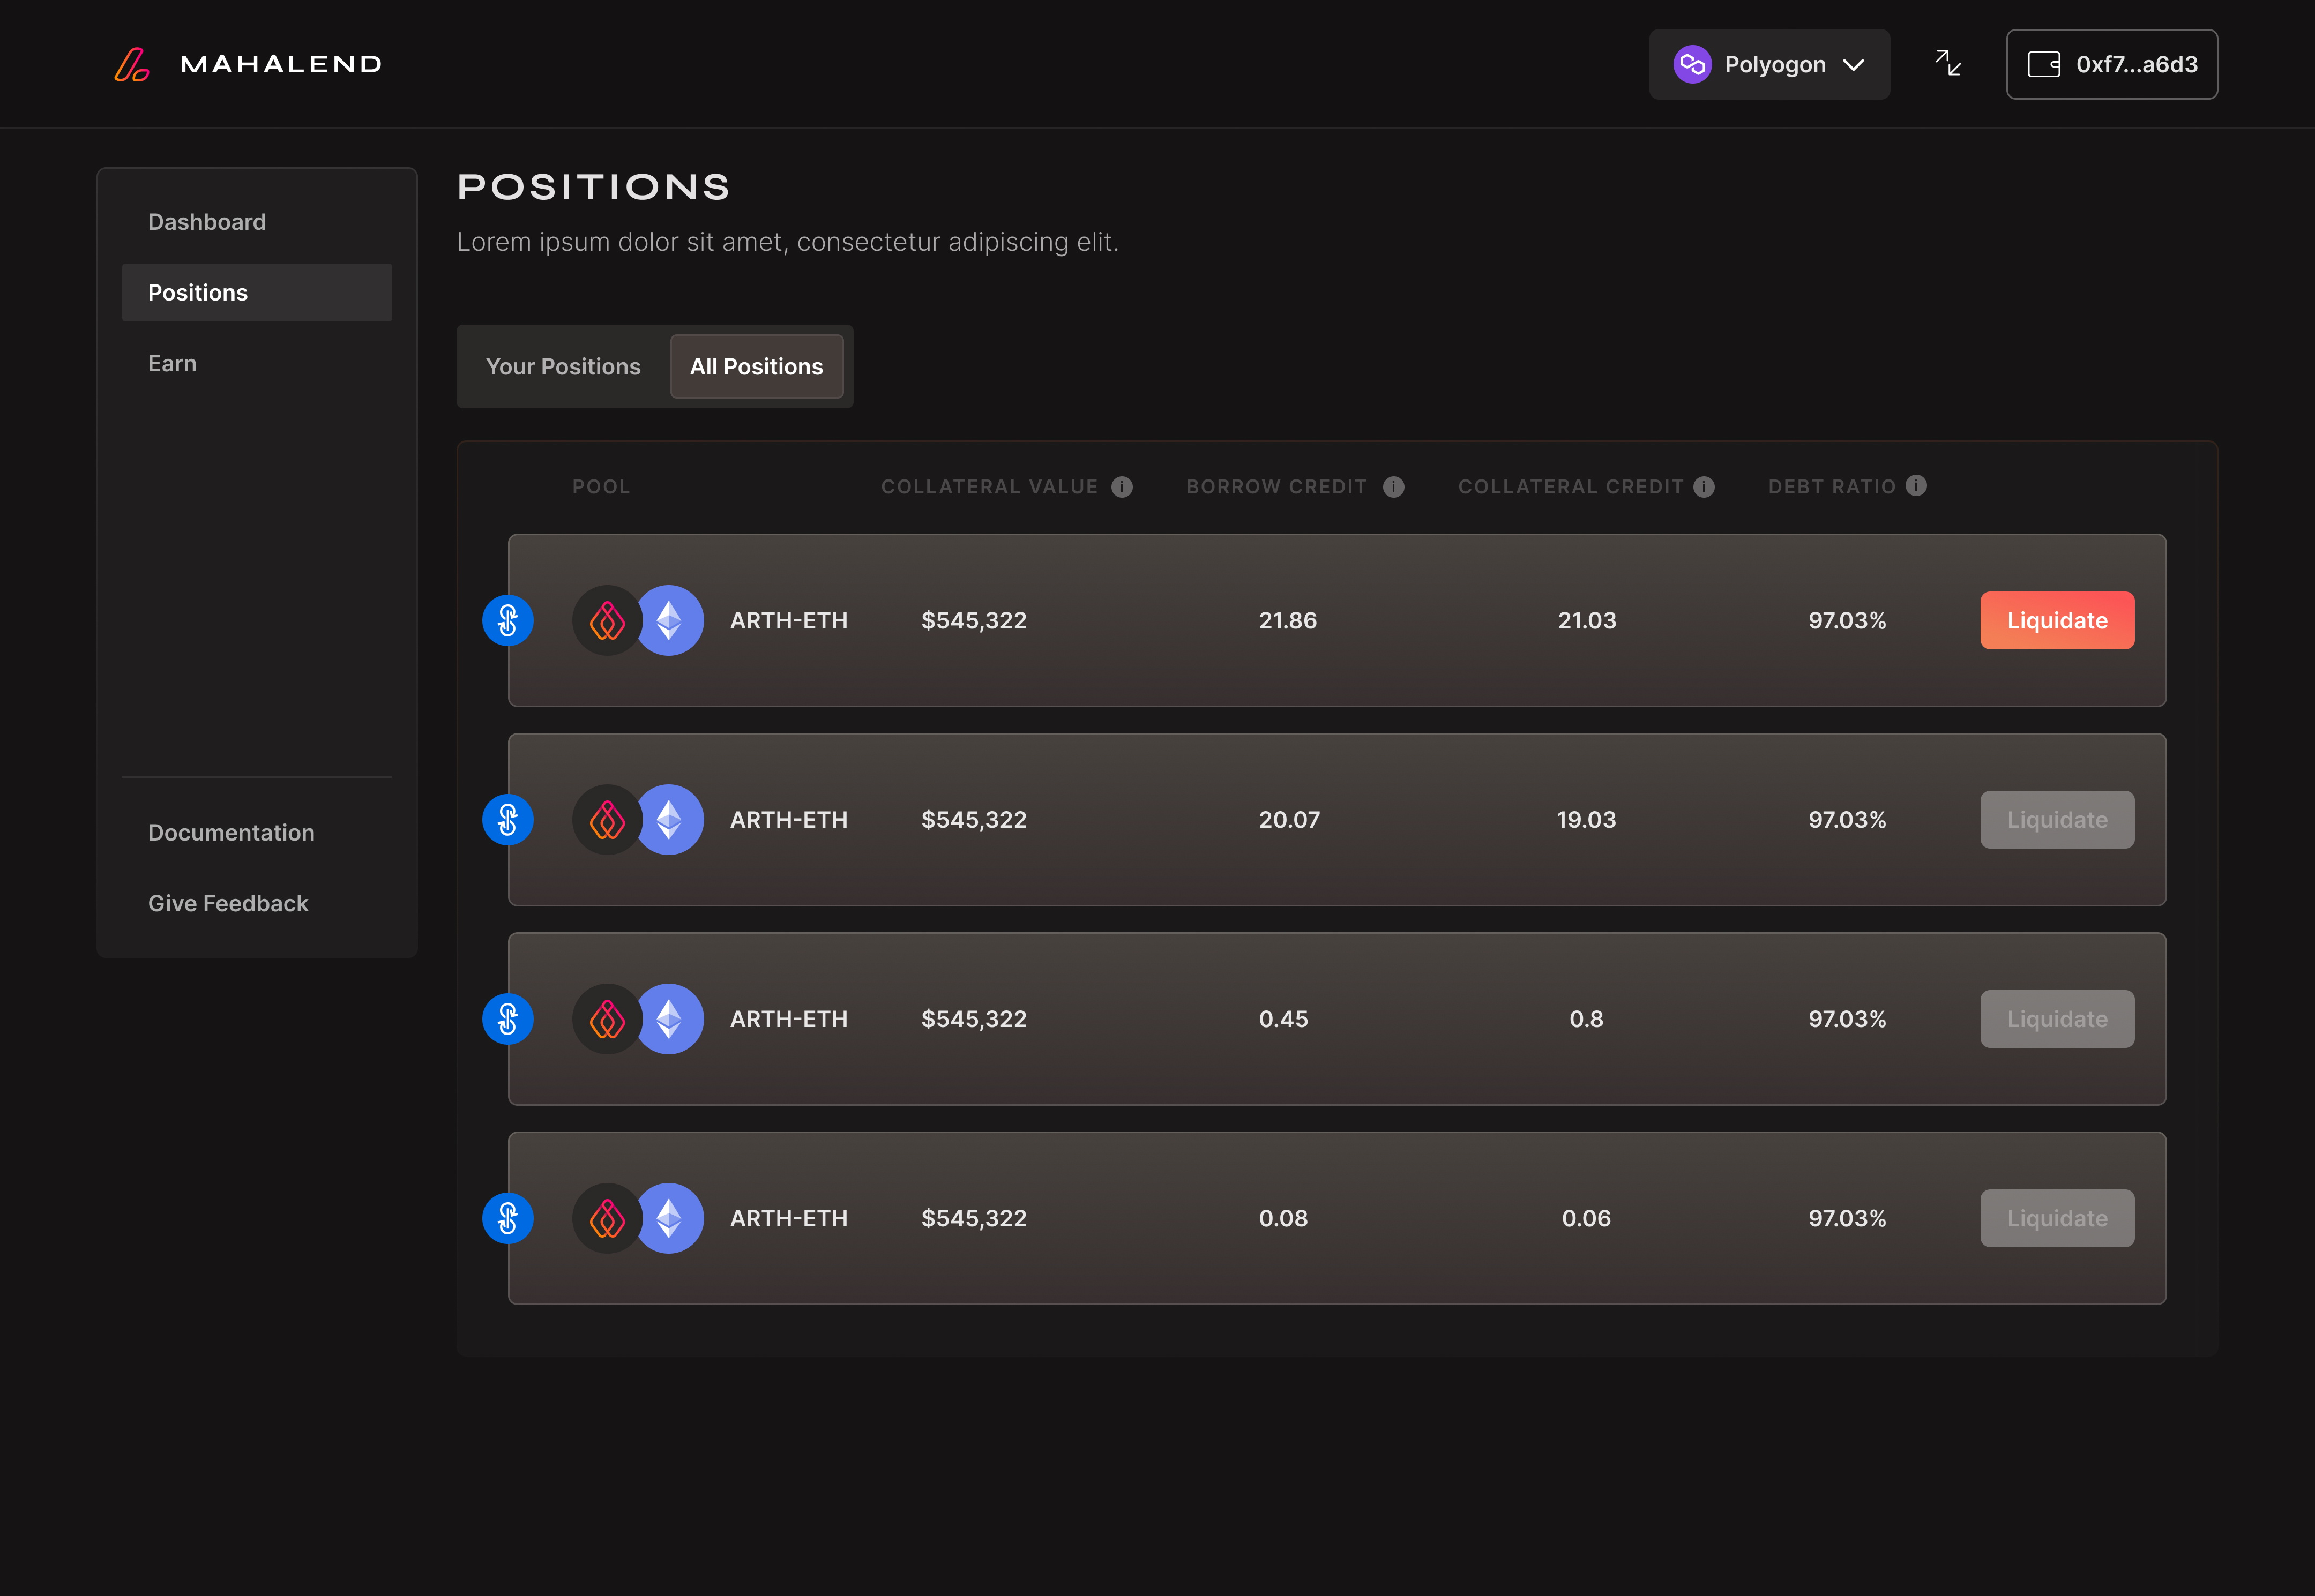 MAHALEND
Polyogon
0xf7...a6d3
Dashboard
Positions
Earn
Documentation
Give Feedback
POSITIONS
Lorem ipsum dolor sit amet, consectetur adipiscing elit.
Your Positions All Positions
POOL COLLATERAL VALUE i BORROW CREDIT i COLLATERAL CREDIT i DEBT RATIO i
ARTH-ETH $545,322 21.86 21.03 97.03% Liquidate
ARTH-ETH $545,322 20.07 19.03 97.03% Liquidate
ARTH-ETH $545,322 0.45 0.8 97.03% Liquidate
ARTH-ETH $545,322 0.08 0.06 97.03% Liquidate